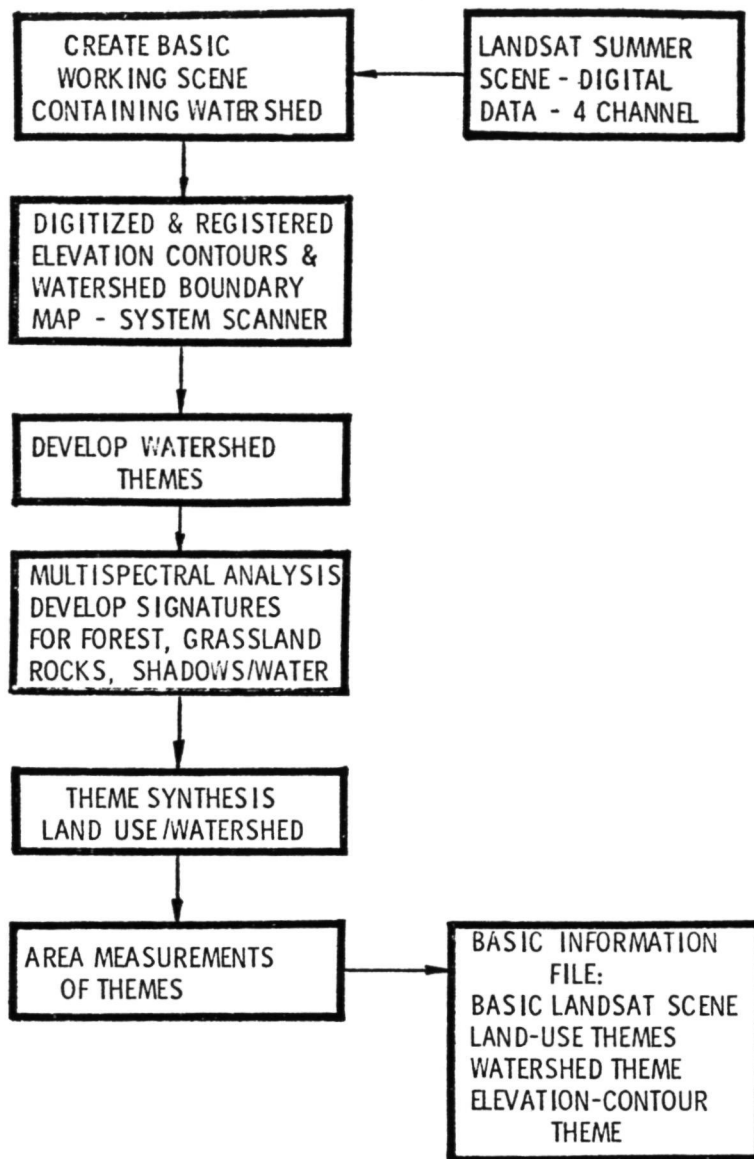 CREATE BASIC
WORKING SCENE
CONTAINING WATERSHED
LANDSAT SUMMER
SCENE - DIGITAL
DATA - 4 CHANNEL
DIGITIZED & REGISTERED
ELEVATION CONTOURS &
WATERSHED BOUNDARY
MAP - SYSTEM SCANNER
DEVELOP WATERSHED
THEMES
MULTISPECTRAL ANALYSIS
DEVELOP SIGNATURES
FOR FOREST, GRASSLAND
ROCKS, SHADOWS/WATER
THEME SYNTHESIS
LAND USE/WATERSHED
AREA MEASUREMENTS
OF THEMES
BASIC INFORMATION
FILE:
BASIC LANDSAT SCENE
LAND-USE THEMES
WATERSHED THEME
ELEVATION-CONTOUR
THEME